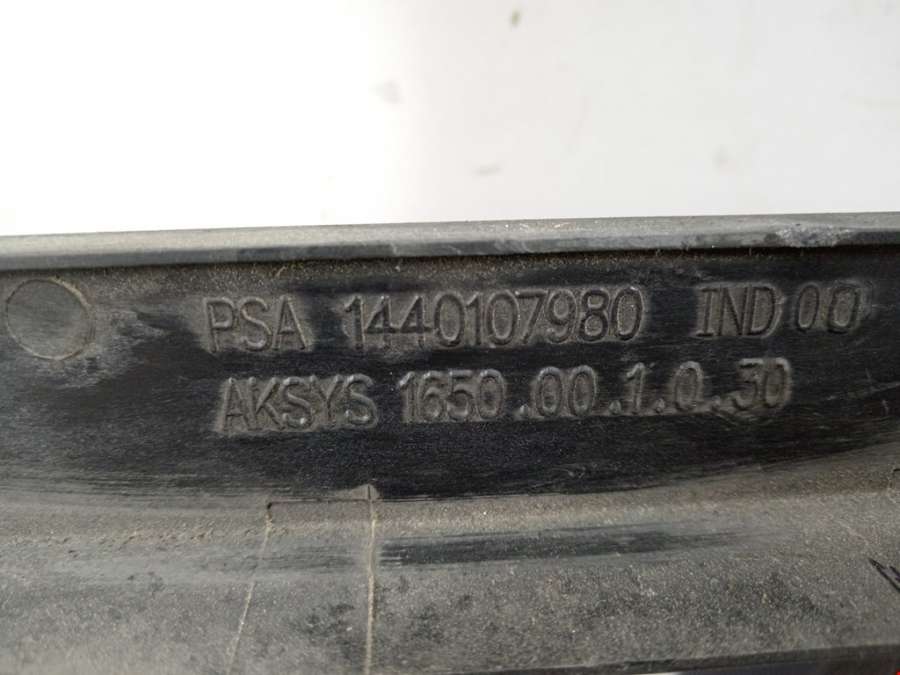 PSA 1440107980 IND 00
AKSYS 1650.00.1.0.30